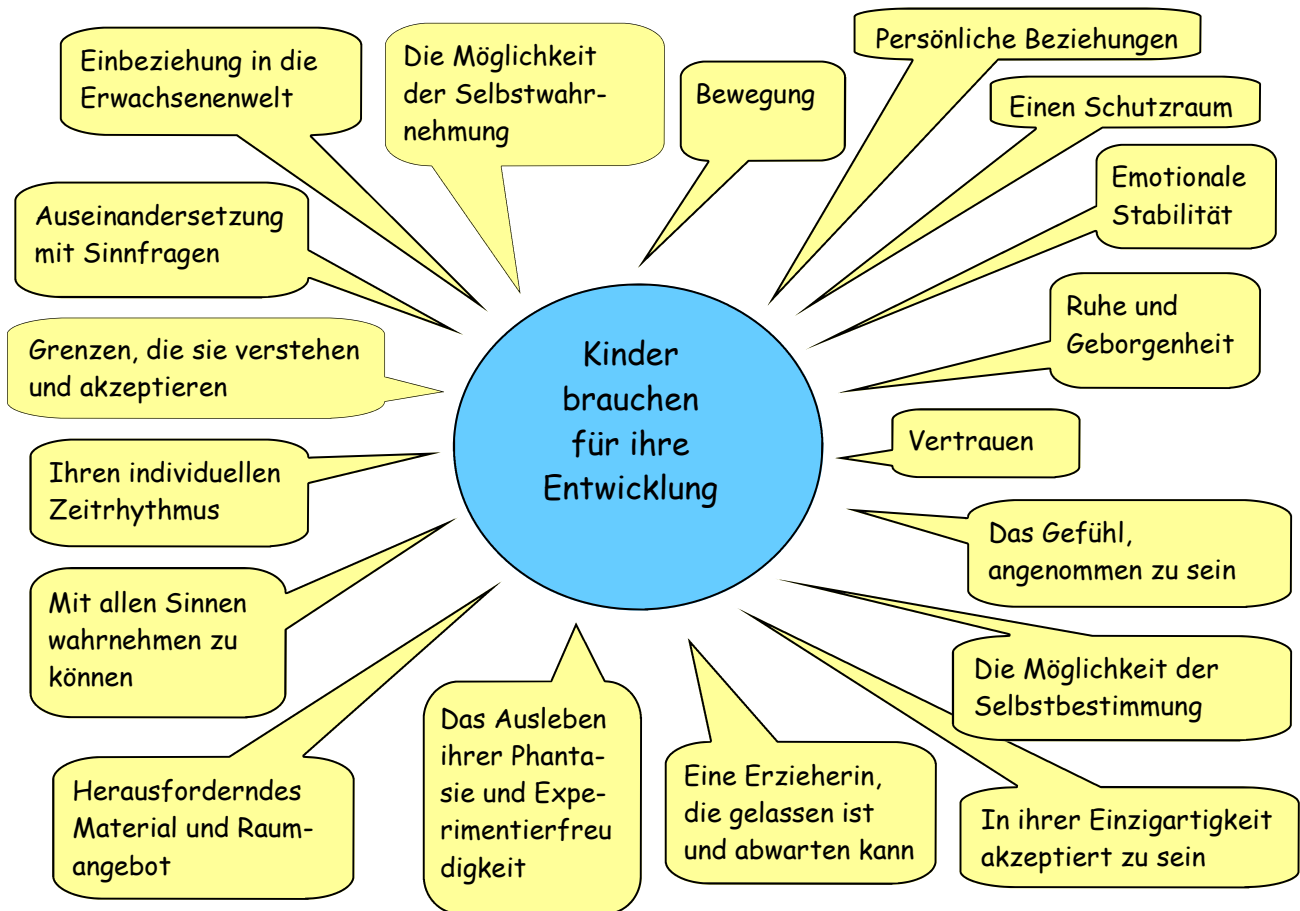 Einbeziehung in die
Erwachsenenwelt
Die Möglichkeit
der Selbstwahr-
nehmung
Bewegung
Persönliche Beziehungen
Einen Schutzraum
Emotionale
Stabilität
Auseinandersetzung
mit Sinnfragen
Ruhe und
Geborgenheit
Grenzen, die sie verstehen
und akzeptieren
Kinder
brauchen
für ihre
Entwicklung
Vertrauen
Ihren individuellen
Zeitrhythmus
Das Gefühl,
angenommen zu sein
Mit allen Sinnen
wahrnehmen zu
können
Die Möglichkeit der
Selbstbestimmung
Herausforderndes
Material und Raum-
angebot
Das Ausleben
ihrer Phanta-
sie und Expe-
rimentierfreu
digkeit
Eine Erzieherin,
die gelassen ist
und abwarten kann
In ihrer Einzigartigkeit
akzeptiert zu sein